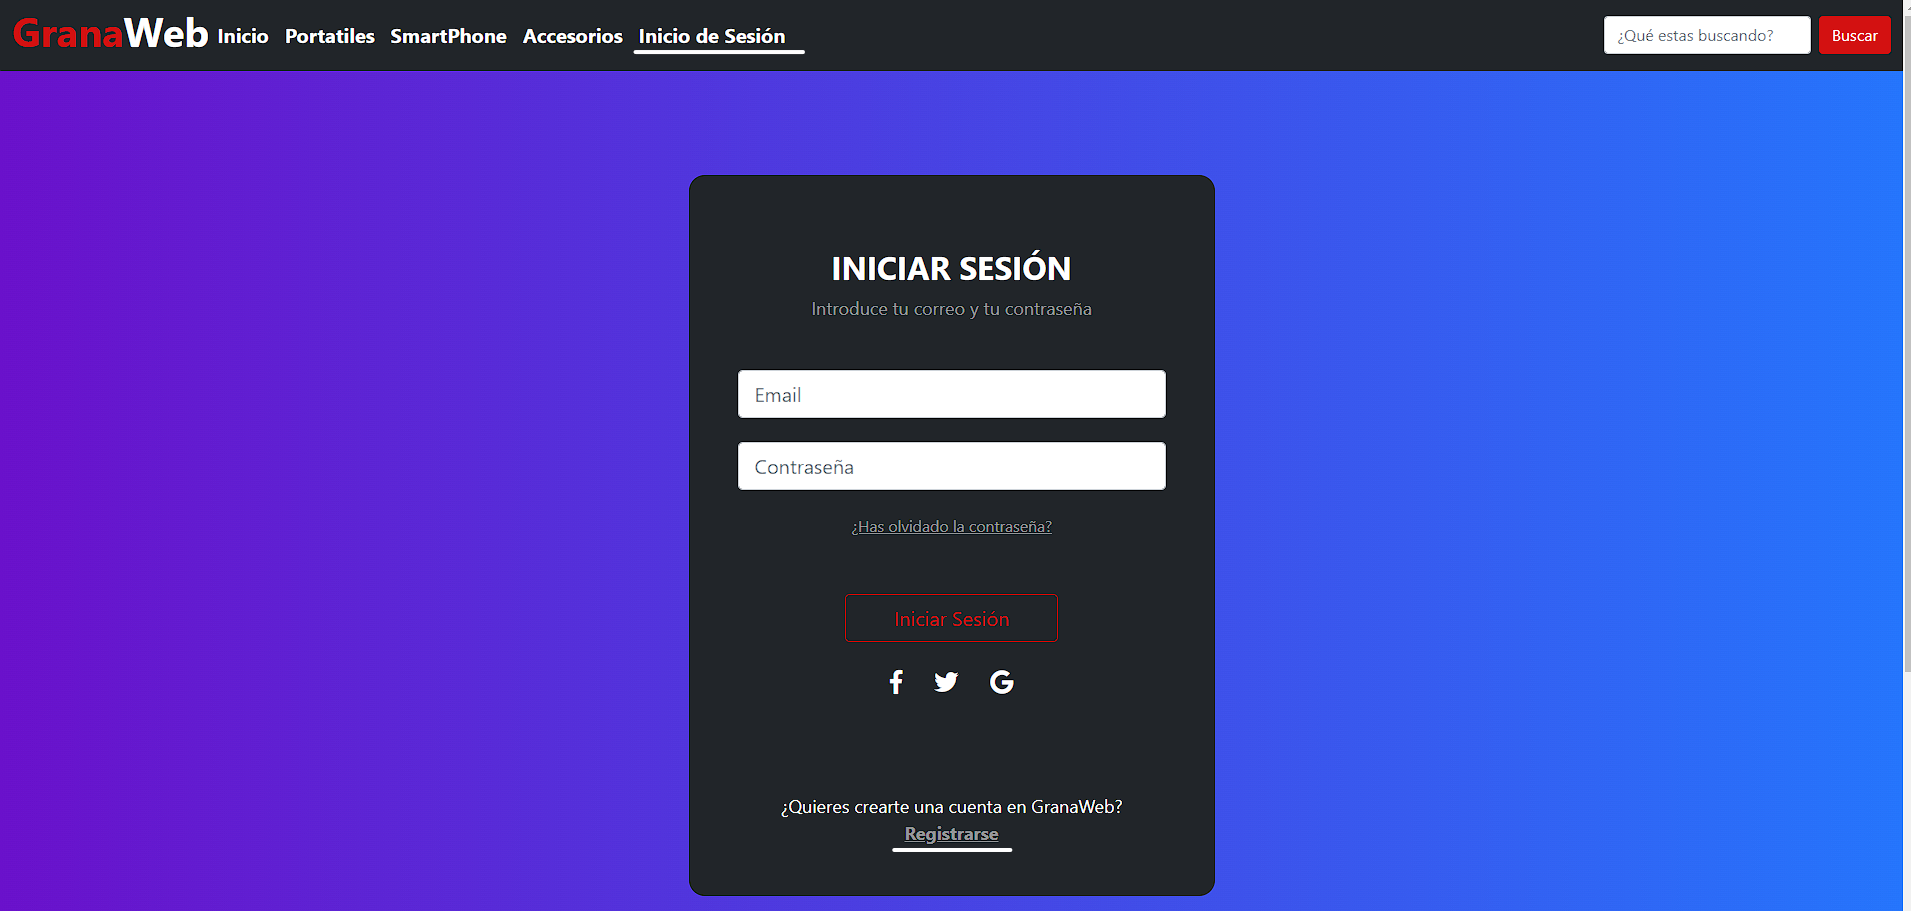 GranaWeb Inicio Portatiles SmartPhone Accesorios Inicio de Sesión ¿Qué estas buscando? Buscar
INICIAR SESIÓN
Introduce tu correo y tu contraseña
Email
Contraseña
¿Has olvidado la contraseña?
Iniciar Sesión
¿Quieres crearte una cuenta en GranaWeb?
Registrarse